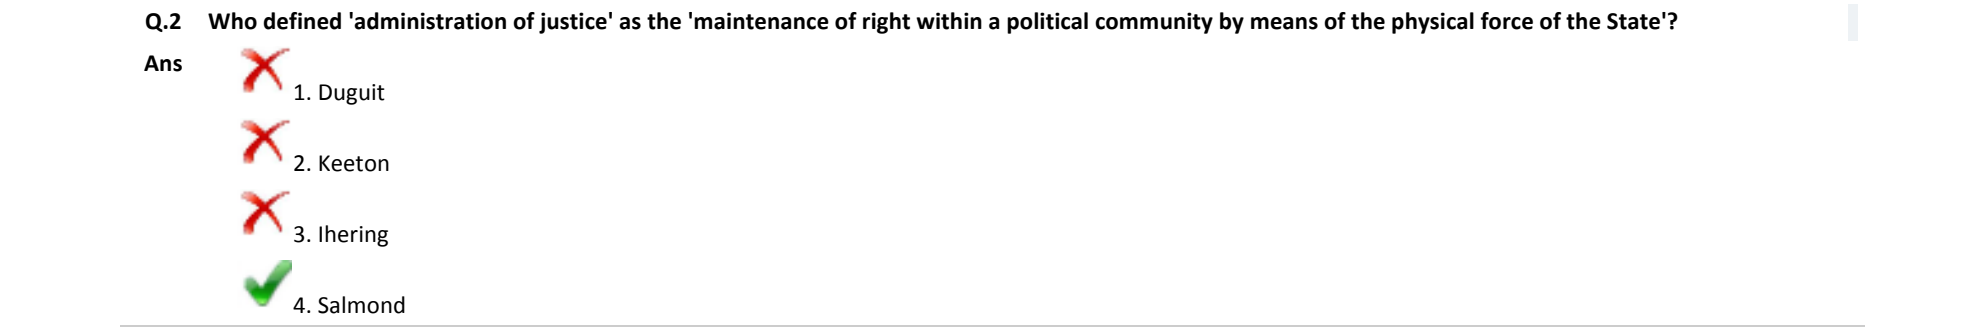 Q.2 Who defined 'administration of justice' as the 'maintenance of right within a political community by means of the physical force of the State'?
Ans
1. Duguit
2. Keeton
3. Ihering
4. Salmond